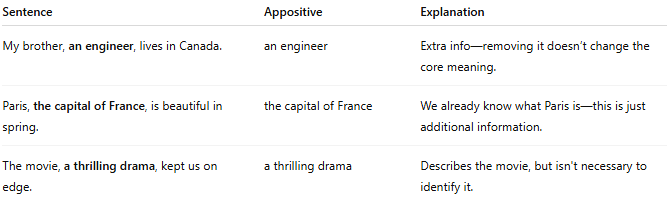 Sentence Appositive Explanation
My brother, an engineer, lives in Canada. an engineer Extra info—removing it doesn't change the
core meaning.
Paris, the capital of France, is beautiful in the capital of France We already know what Paris is—this is just
spring. additional information.
The movie, a thrilling drama, kept us on a thrilling drama Describes the movie, but isn't necessary to
edge. identify it.